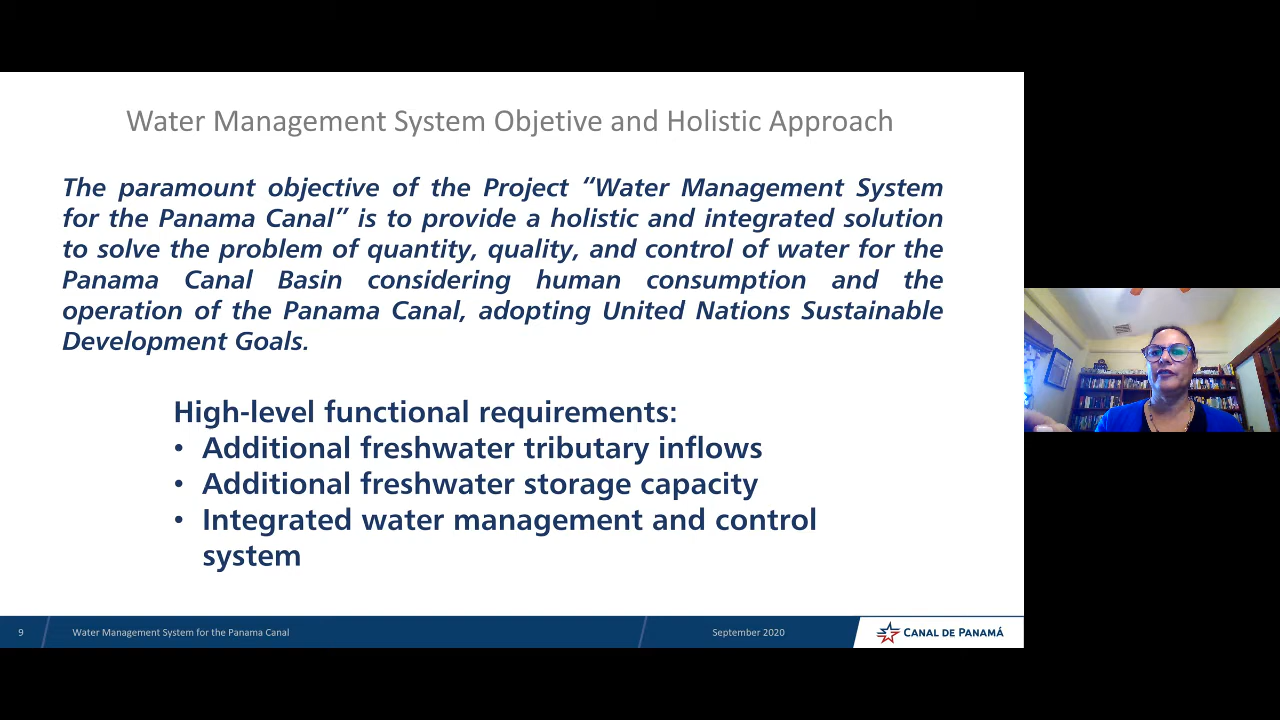 Water Management System Objetive and Holistic Approach
The paramount objective of the Project “Water Management System
for the Panama Canal” is to provide a holistic and integrated solution
to solve the problem of quantity, quality, and control of water for the
Panama Canal Basin considering human consumption and the
operation of the Panama Canal, adopting United Nations Sustainable
Development Goals.
High-level functional requirements:
• Additional freshwater tributary inflows
• Additional freshwater storage capacity
• Integrated water management and control
system
9 Water Management System for the Panama Canal September 2020 CANAL DE PANAMÁ